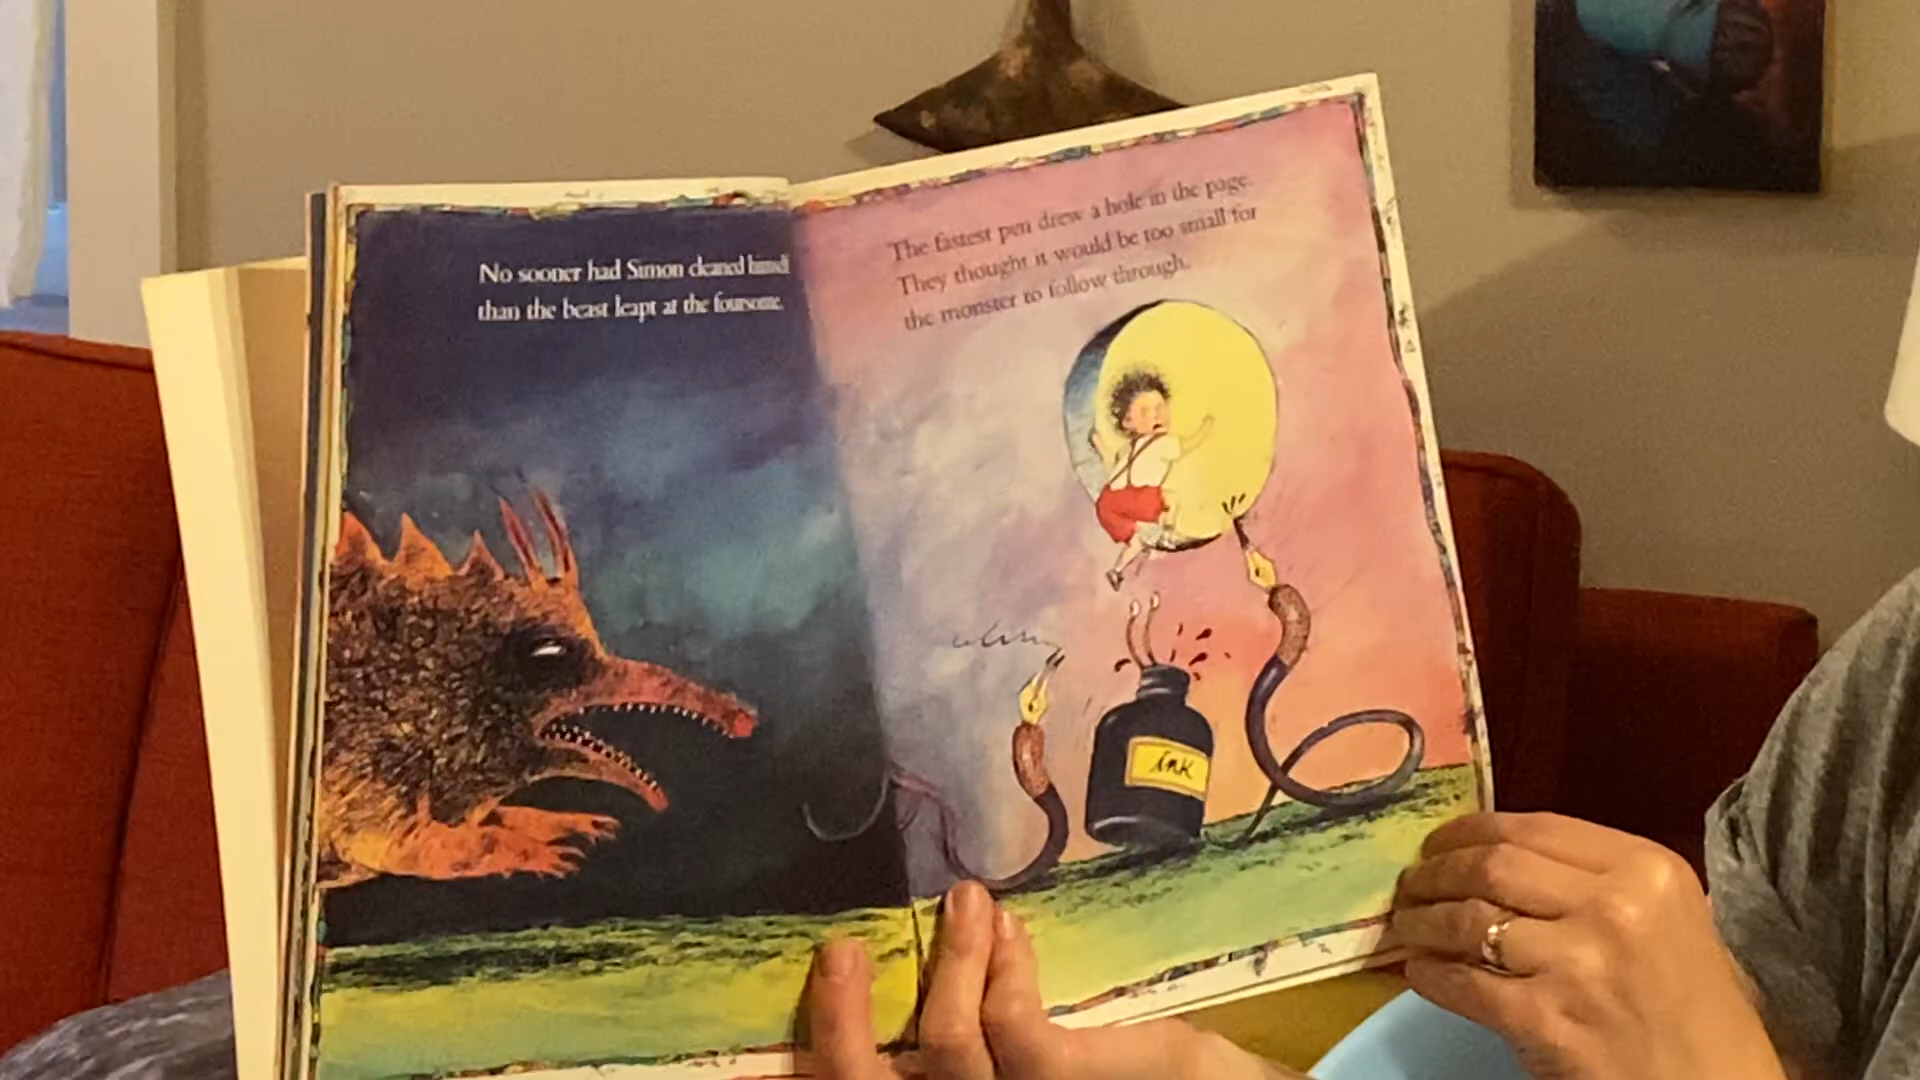 No sooner had Simon cleaned himself
than the beast leapt at the foursome.
The fastest pen drew a hole in the page.
They thought it would be too small for
the monster to follow through.
ink